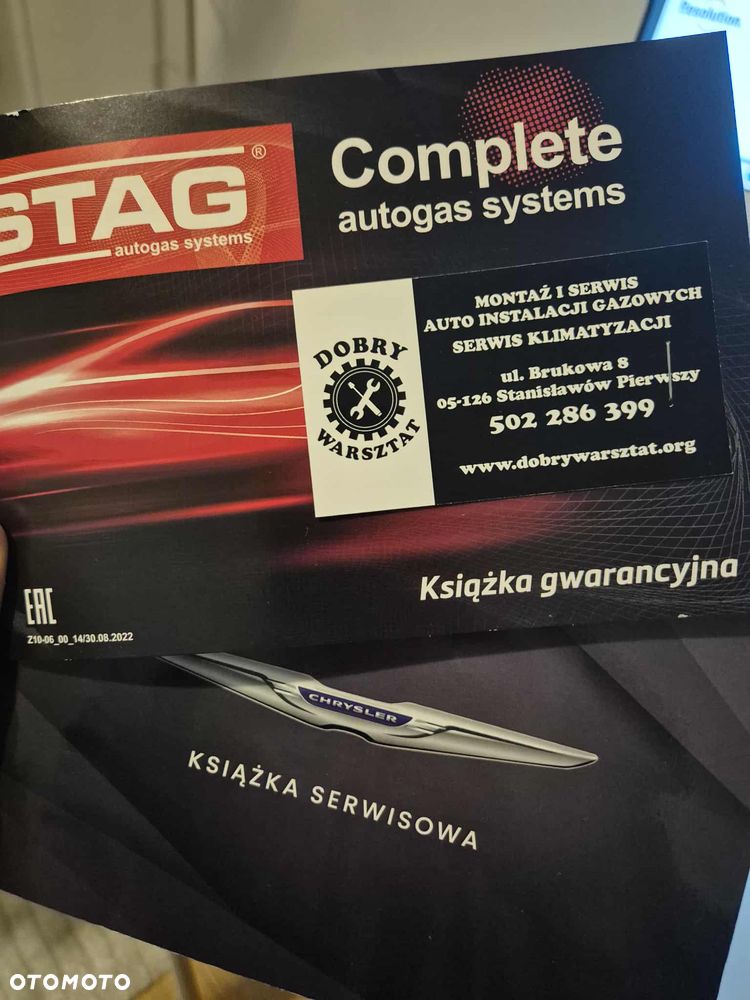 Resolution
STAG®
autogas systems
Complete
autogas systems
DOBRY
WARSZTAT
MONTAŻ I SERWIS
AUTO INSTALACJI GAZOWYCH
SERWIS KLIMATYZACJI
ul. Brukowa 8
05-126 Stanisławów Pierwszy
502 286 399
www.dobrywarsztat.org
Książka gwarancyjna
EAC
Z10-06_00_14/30.08.2022
CHRYSLER
KSIĄŻKA SERWISOWA
OTOMOTO